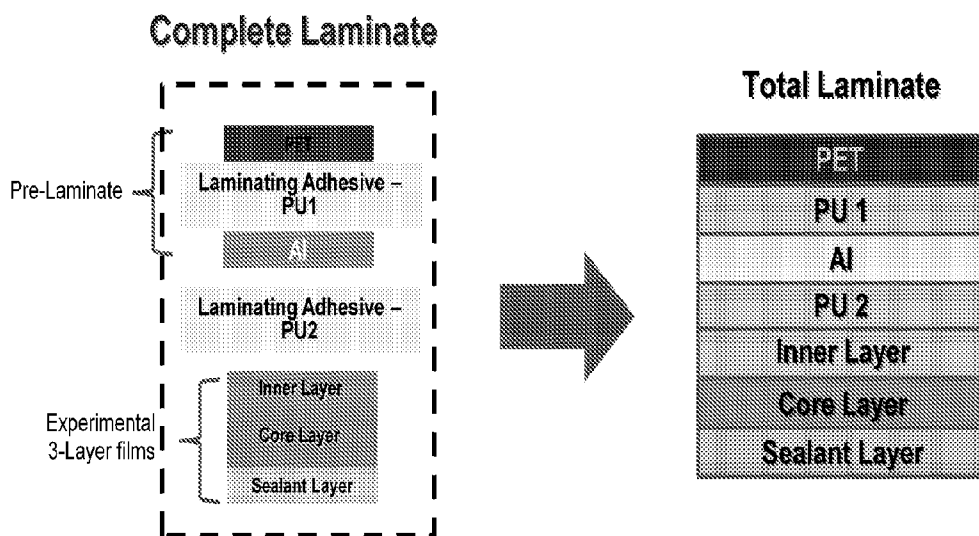 Complete Laminate
Pre-Laminate
PET
Laminating Adhesive –
PU1
Al
Laminating Adhesive –
PU2
Experimental
3-Layer films
Inner Layer
Core Layer
Sealant Layer
Total Laminate
PET
PU 1
Al
PU 2
Inner Layer
Core Layer
Sealant Layer